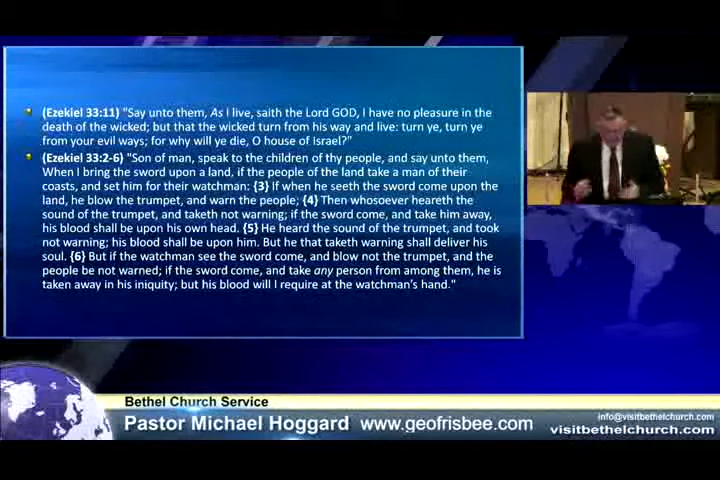 (Ezekiel 33:11) "Say unto them, As I live, saith the Lord GOD, I have no pleasure in the
death of the wicked; but that the wicked turn from his way and live: turn ye, turn ye
from your evil ways; for why will ye die, O house of Israel?"
(Ezekiel 33:2-6) "Son of man, speak to the children of thy people, and say unto them,
When I bring the sword upon a land, if the people of the land take a man of their
coasts, and set him for their watchman: {3} If when he seeth the sword come upon the
land, he blow the trumpet, and warn the people; {4} Then whosoever heareth the
sound of the trumpet, and taketh not warning; if the sword come, and take him away,
his blood shall be upon his own head. {5} He heard the sound of the trumpet, and took
not warning; his blood shall be upon him. But he that taketh warning shall deliver his
soul. {6} But if the watchman see the sword come, and blow not the trumpet, and the
people be not warned; if the sword come, and take any person from among them, he is
taken away in his iniquity; but his blood will I require at the watchman's hand."
Bethel Church Service
Pastor Michael Hoggard www.geofrisbee.com
info@visitbethelchurch.com
visitbethelchurch.com